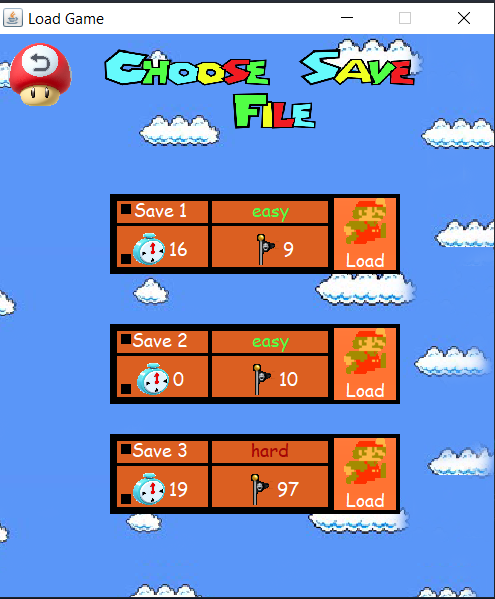 Load Game
CHOOSE SAVE
FILE
Save 1 easy
16 9 Load
Save 2 easy
0 10 Load
Save 3 hard
19 97 Load